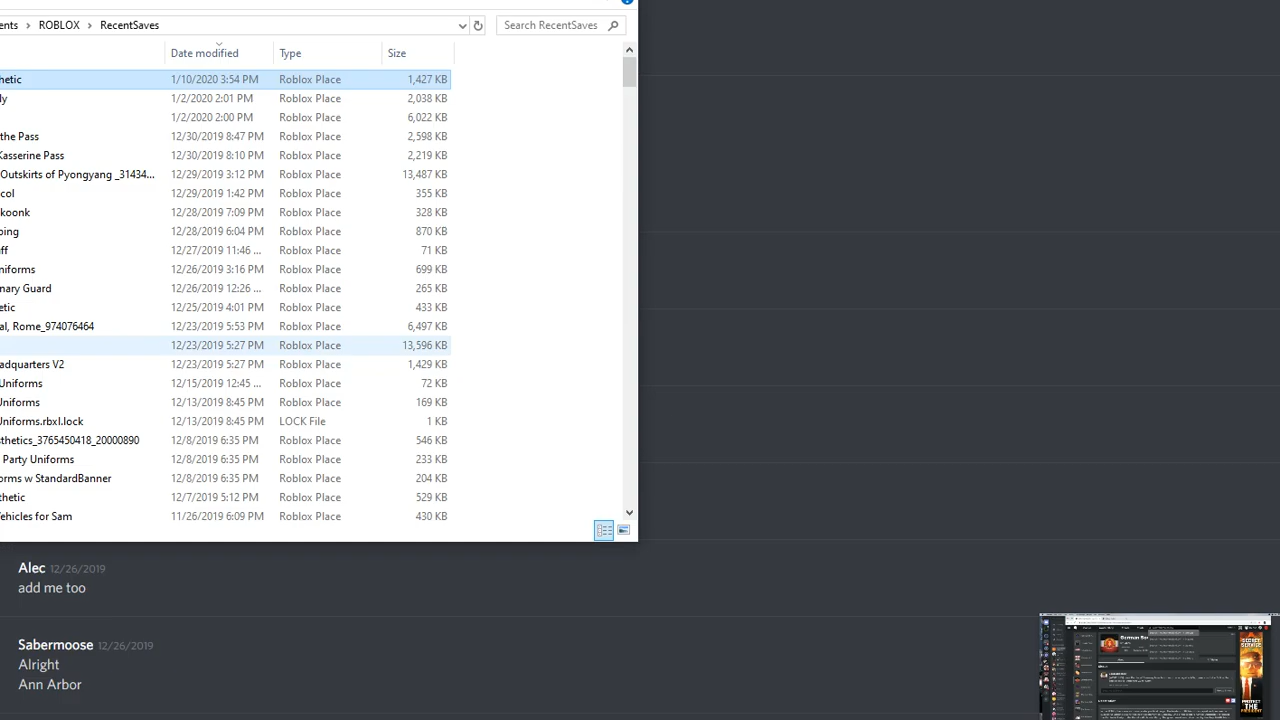 ents > ROBLOX > RecentSaves
Search RecentSaves
Date modified Type Size
hetic 1/10/2020 3:54 PM Roblox Place 1,427 KB
ly 1/2/2020 2:01 PM Roblox Place 2,038 KB
1/2/2020 2:00 PM Roblox Place 6,022 KB
the Pass 12/30/2019 8:47 PM Roblox Place 2,598 KB
Kasserine Pass 12/30/2019 8:10 PM Roblox Place 2,219 KB
Outskirts of Pyongyang _31434... 12/29/2019 3:12 PM Roblox Place 13,487 KB
col 12/29/2019 1:42 PM Roblox Place 355 KB
koonk 12/28/2019 7:09 PM Roblox Place 328 KB
ping 12/28/2019 6:04 PM Roblox Place 870 KB
ff 12/27/2019 11:46 ... Roblox Place 71 KB
niforms 12/26/2019 3:16 PM Roblox Place 699 KB
nary Guard 12/26/2019 12:26 ... Roblox Place 265 KB
etic 12/25/2019 4:01 PM Roblox Place 433 KB
al, Rome_974076464 12/23/2019 5:53 PM Roblox Place 6,497 KB
12/23/2019 5:27 PM Roblox Place 13,596 KB
adquarters V2 12/23/2019 5:27 PM Roblox Place 1,429 KB
Uniforms 12/15/2019 12:45 ... Roblox Place 72 KB
Uniforms 12/13/2019 8:45 PM Roblox Place 169 KB
Uniforms.rbxl.lock 12/13/2019 8:45 PM LOCK File 1 KB
sthetics_3765450418_20000890 12/8/2019 6:35 PM Roblox Place 546 KB
Party Uniforms 12/8/2019 6:35 PM Roblox Place 233 KB
orms w StandardBanner 12/8/2019 6:35 PM Roblox Place 204 KB
thetic 12/7/2019 5:12 PM Roblox Place 529 KB
Vehicles for Sam 11/26/2019 6:09 PM Roblox Place 430 KB
Alec 12/26/2019
add me too
Sabermoose 12/26/2019
Alright
Ann Arbor
German
SECRET
SERVICE
PROTECT
THE